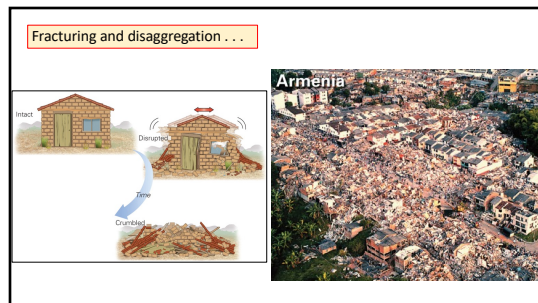 Fracturing and disaggregation . . .
Intact
Disrupted
Time
Crumbled
Armenia